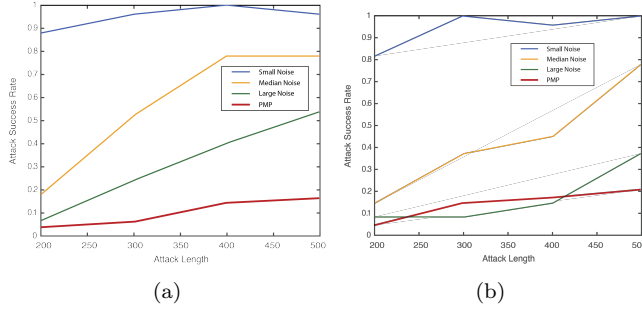 1
0.9
0.8
0.7
0.6
0.5
0.4
0.3
0.2
0.1
0
200 250 300 350 400 450 500
Attack Success Rate
Attack Length
Small Noise
Median Noise
Large Noise
PMP
(a)
1
0.9
0.8
0.7
0.6
0.5
0.4
0.3
0.2
0.1
0
200 250 300 350 400 450 500
Attack Success Rate
Attack Length
Small Noise
Median Noise
Large Noise
PMP
(b)